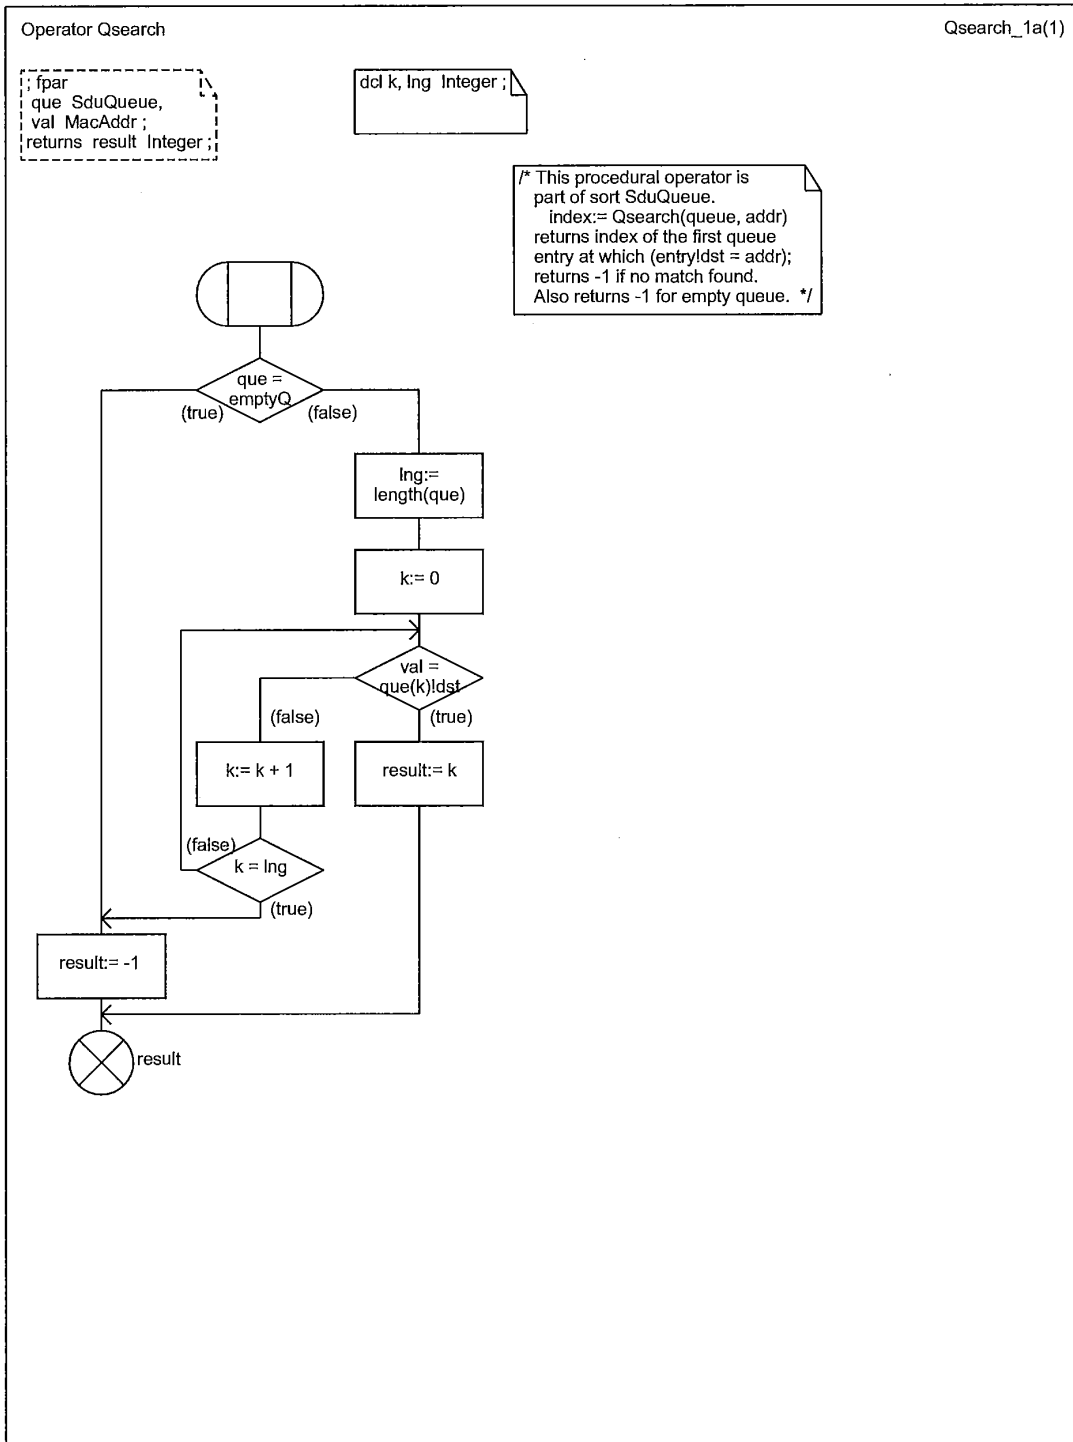 Operator Qsearch
Qsearch_1a(1)
; fpar
que SduQueue,
val MacAddr ;
returns result Integer ;
dcl k, lng Integer ;
/* This procedural operator is
part of sort SduQueue.
index:= Qsearch(queue, addr)
returns index of the first queue
entry at which (entry!dst = addr);
returns -1 if no match found.
Also returns -1 for empty queue. */
que =
emptyQ
(true)
(false)
lng:=
length(que)
k:= 0
val =
que(k)!dst
(false)
(true)
k:= k + 1
result:= k
(false)
k = lng
(true)
result:= -1
result